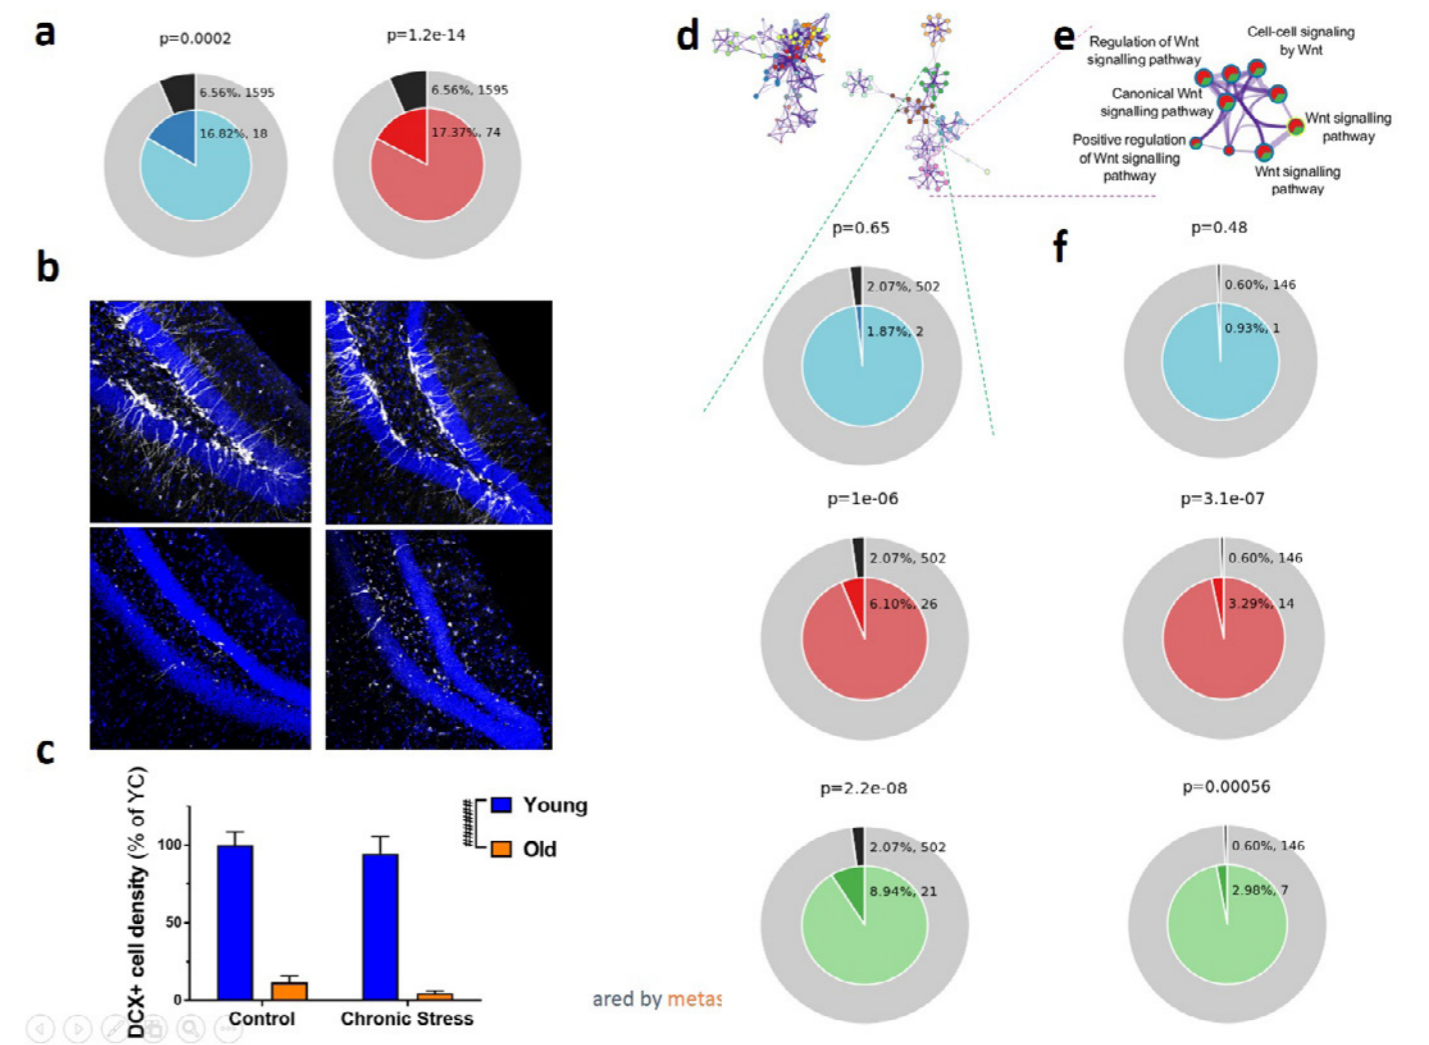 a
p=0.0002
p=1.2e-14
6.56%, 1595
16.82%, 18
6.56%, 1595
17.37%, 74
b
c
DCX+ cell density (% of YC)
100
50
0
Control
Chronic Stress
######
Young
Old
ared by metas
d
e
Regulation of Wnt
signalling pathway
Cell-cell signaling
by Wnt
Canonical Wnt
signalling pathway
Wnt signalling
pathway
Positive regulation
of Wnt signalling
pathway
Wnt signalling
pathway
p=0.65
2.07%, 502
1.87%, 2
f
p=0.48
0.60%, 146
0.93%, 1
p=1e-06
2.07%, 502
6.10%, 26
p=3.1e-07
0.60%, 146
3.29%, 14
p=2.2e-08
2.07%, 502
8.94%, 21
p=0.00056
0.60%, 146
2.98%, 7